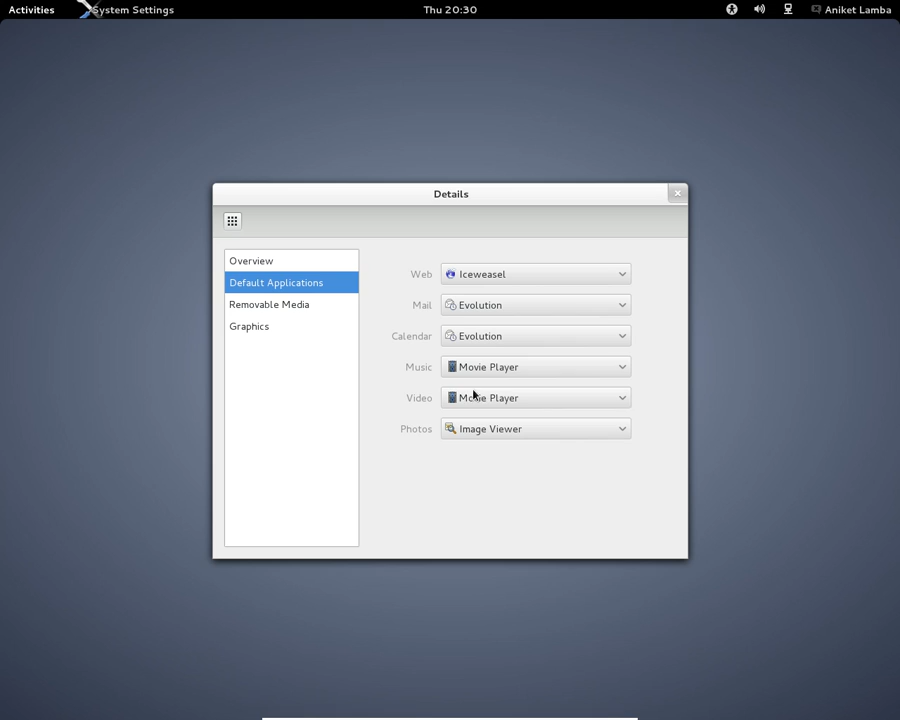 Activities System Settings Thu 20:30 Aniket Lamba
Details
Overview
Default Applications
Removable Media
Graphics
Web Iceweasel
Mail Evolution
Calendar Evolution
Music Movie Player
Video Movie Player
Photos Image Viewer